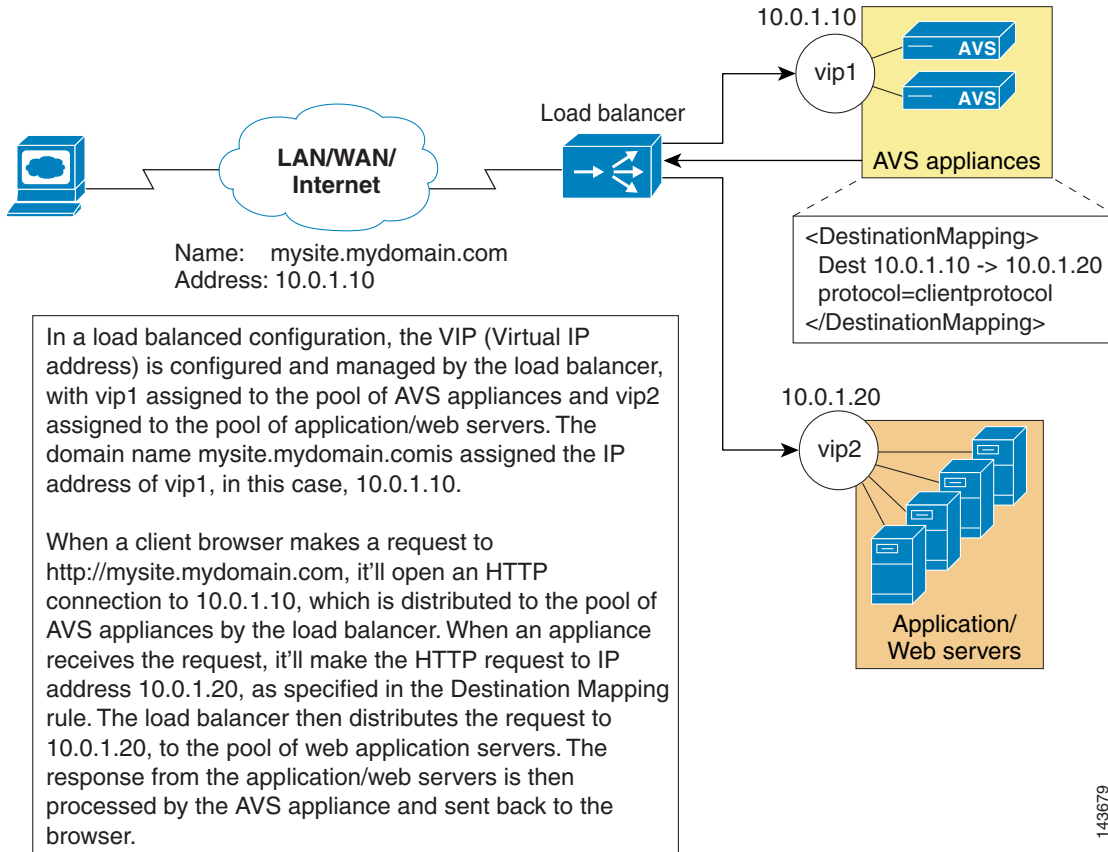 10.0.1.10
vip1
AVS
AVS
AVS appliances
Load balancer
LAN/WAN/
Internet
Name: mysite.mydomain.com
Address: 10.0.1.10
<DestinationMapping>
Dest 10.0.1.10 -> 10.0.1.20
protocol=clientprotocol
</DestinationMapping>
In a load balanced configuration, the VIP (Virtual IP
address) is configured and managed by the load balancer,
with vip1 assigned to the pool of AVS appliances and vip2
assigned to the pool of application/web servers. The
domain name mysite.mydomain.comis assigned the IP
address of vip1, in this case, 10.0.1.10.
When a client browser makes a request to
http://mysite.mydomain.com, it'll open an HTTP
connection to 10.0.1.10, which is distributed to the pool of
AVS appliances by the load balancer. When an appliance
receives the request, it'll make the HTTP request to IP
address 10.0.1.20, as specified in the Destination Mapping
rule. The load balancer then distributes the request to
10.0.1.20, to the pool of web application servers. The
response from the application/web servers is then
processed by the AVS appliance and sent back to the
browser.
10.0.1.20
vip2
Application/
Web servers
143679